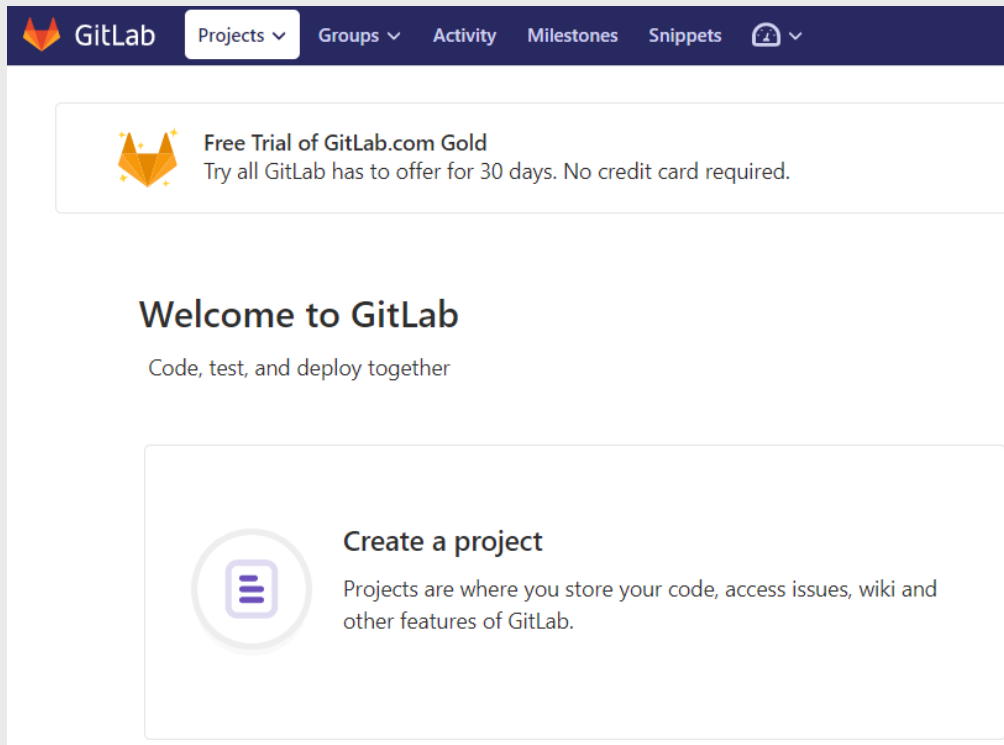 GitLab Projects Groups Activity Milestones Snippets
Free Trial of GitLab.com Gold
Try all GitLab has to offer for 30 days. No credit card required.
Welcome to GitLab
Code, test, and deploy together
Create a project
Projects are where you store your code, access issues, wiki and
other features of GitLab.